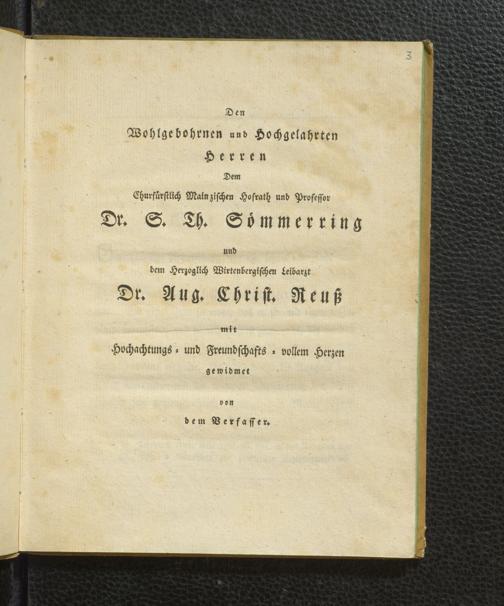 3
Den
Wohlgebohrnen und Hochgelahrten
Herren
Dem
Churfürstlich Mainzischen Hofrath und Professor
Dr. S. Th. Sömmerring
und
dem Herzoglich Wirtenbergischen Leibarzt
Dr. Aug. Christ. Reuß
mit
Hochachtungs- und Freundschafts-vollem Herzen
gewidmet
von
dem Verfasser.